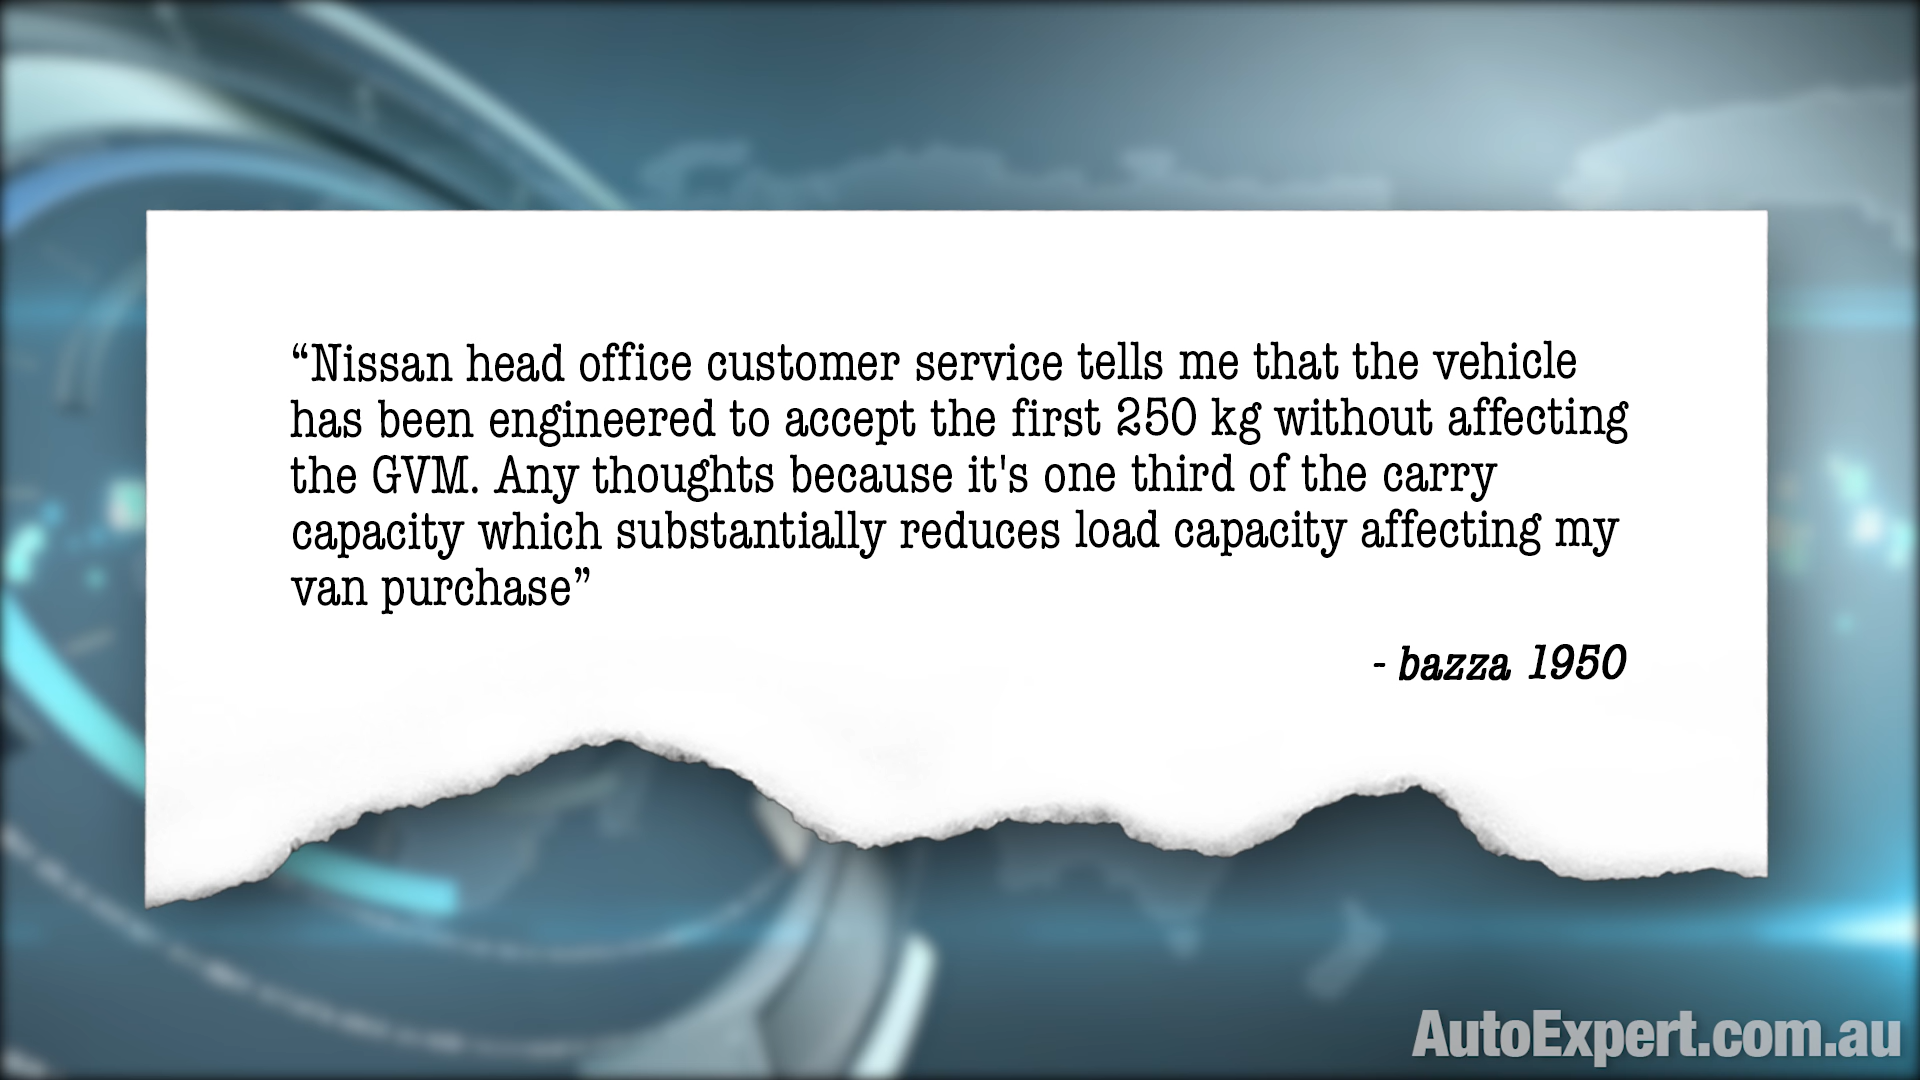 “Nissan head office customer service tells me that the vehicle
has been engineered to accept the first 250 kg without affecting
the GVM. Any thoughts because it's one third of the carry
capacity which substantially reduces load capacity affecting my
van purchase”
- bazza 1950
AutoExpert.com.au